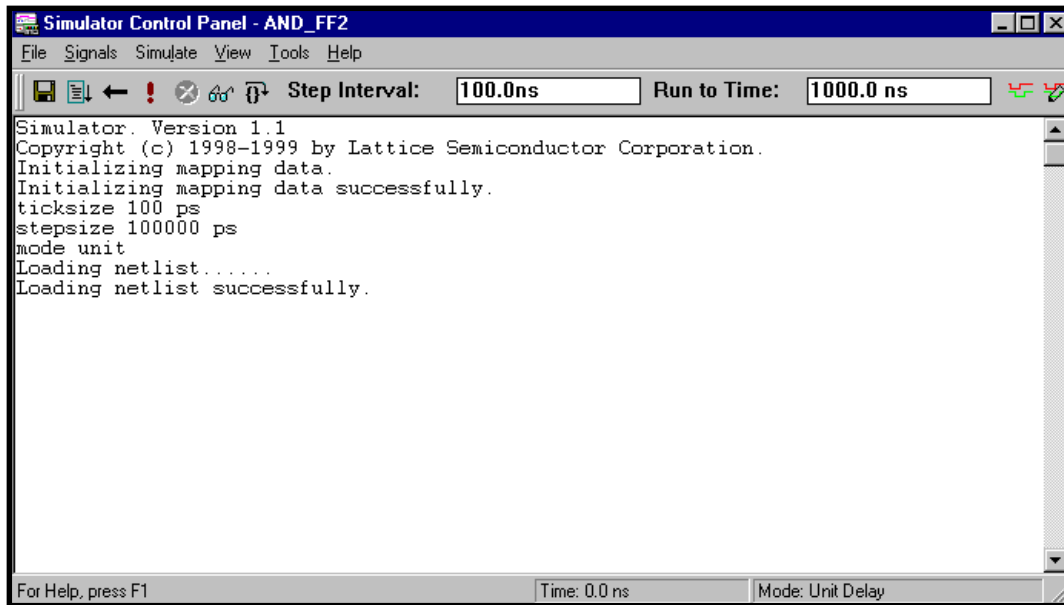 Simulator Control Panel - AND_FF2
File Signals Simulate View Tools Help
Step Interval: 100.0ns Run to Time: 1000.0 ns
Simulator. Version 1.1
Copyright (c) 1998-1999 by Lattice Semiconductor Corporation.
Initializing mapping data.
Initializing mapping data successfully.
ticksize 100 ps
stepsize 100000 ps
mode unit
Loading netlist......
Loading netlist successfully.
For Help, press F1 Time: 0.0 ns Mode: Unit Delay